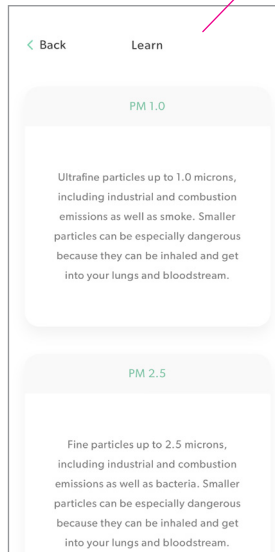 Back Learn
PM 1.0
Ultrafine particles up to 1.0 microns,
including industrial and combustion
emissions as well as smoke. Smaller
particles can be especially dangerous
because they can be inhaled and get
into your lungs and bloodstream.
PM 2.5
Fine particles up to 2.5 microns,
including industrial and combustion
emissions as well as bacteria. Smaller
particles can be especially dangerous
because they can be inhaled and get
into your lungs and bloodstream.